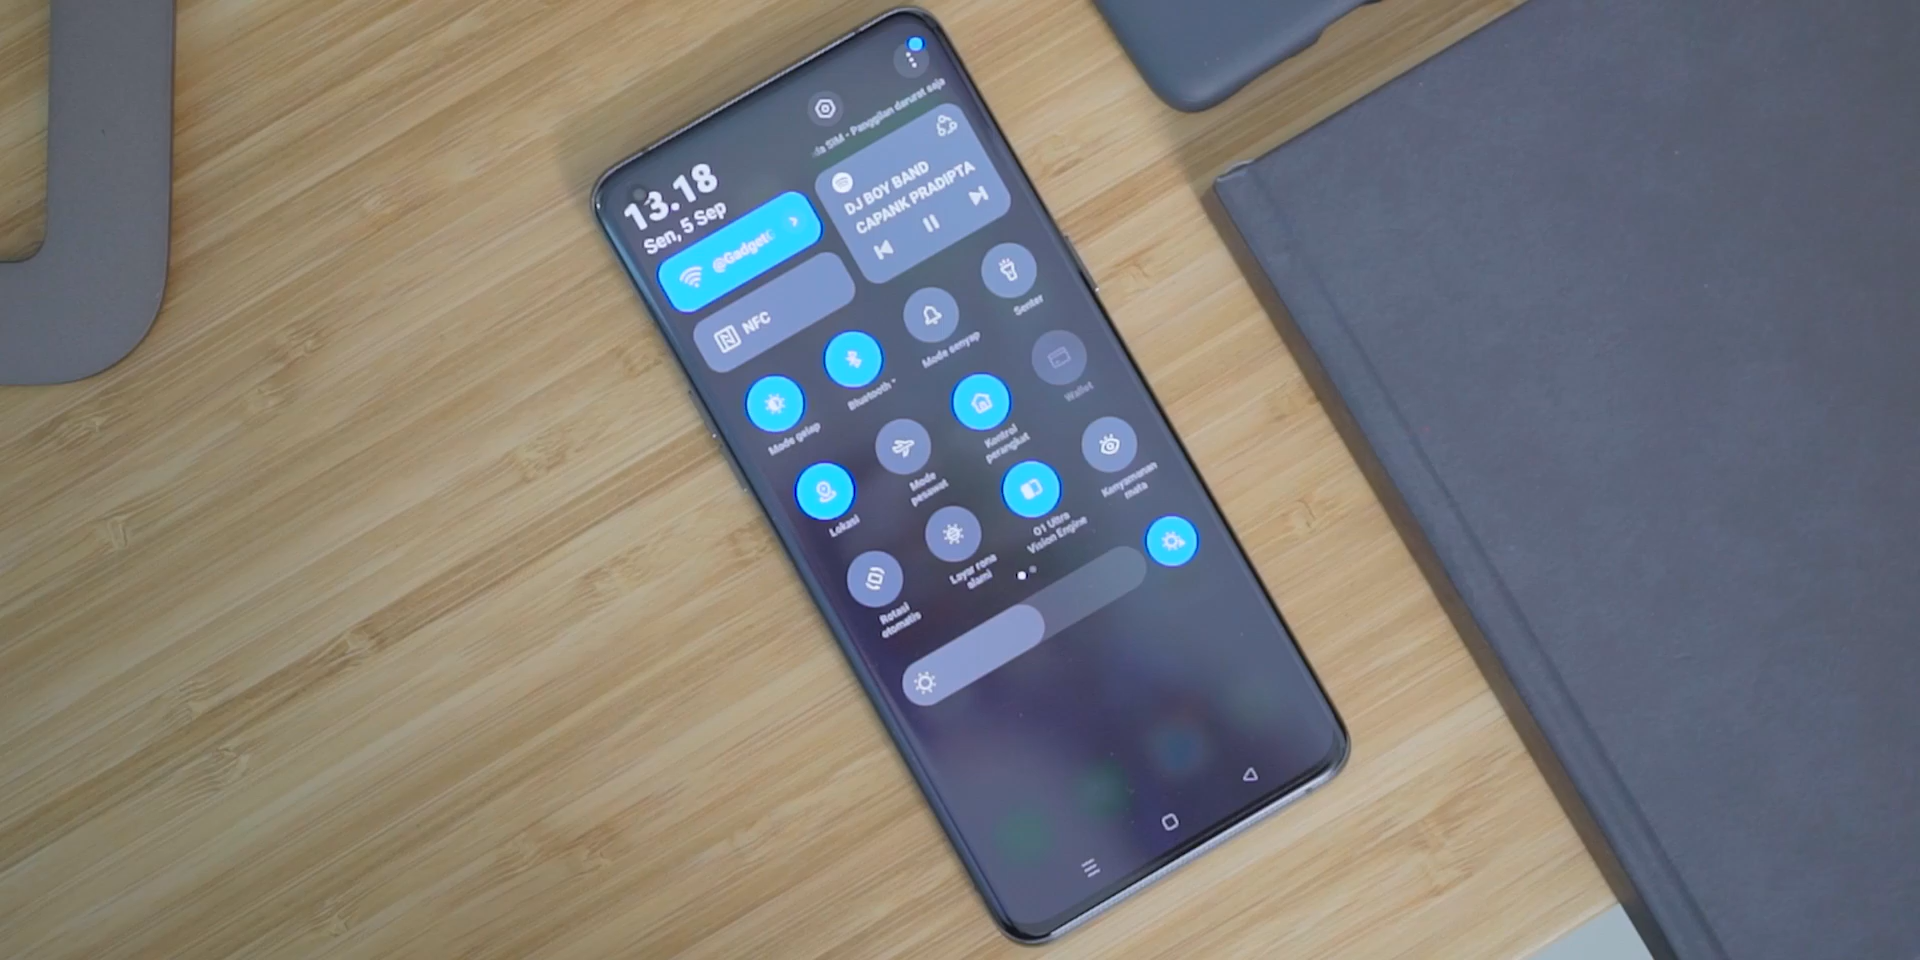 la SIM - Panggilan darurat saja
13.18
Sen, 5 Sep
@Gadget
DJ BOY BAND
CAPANK PRADIPTA
NFC
Mode gelap
Bluetooth
Mode senyap
Senter
Lokasi
Mode
pesawat
Kontrol
perangkat
Wallet
Rotasi
otomatis
Layar rona
alami
O1 Ultra
Vision Engine
Kenyamanan
mata